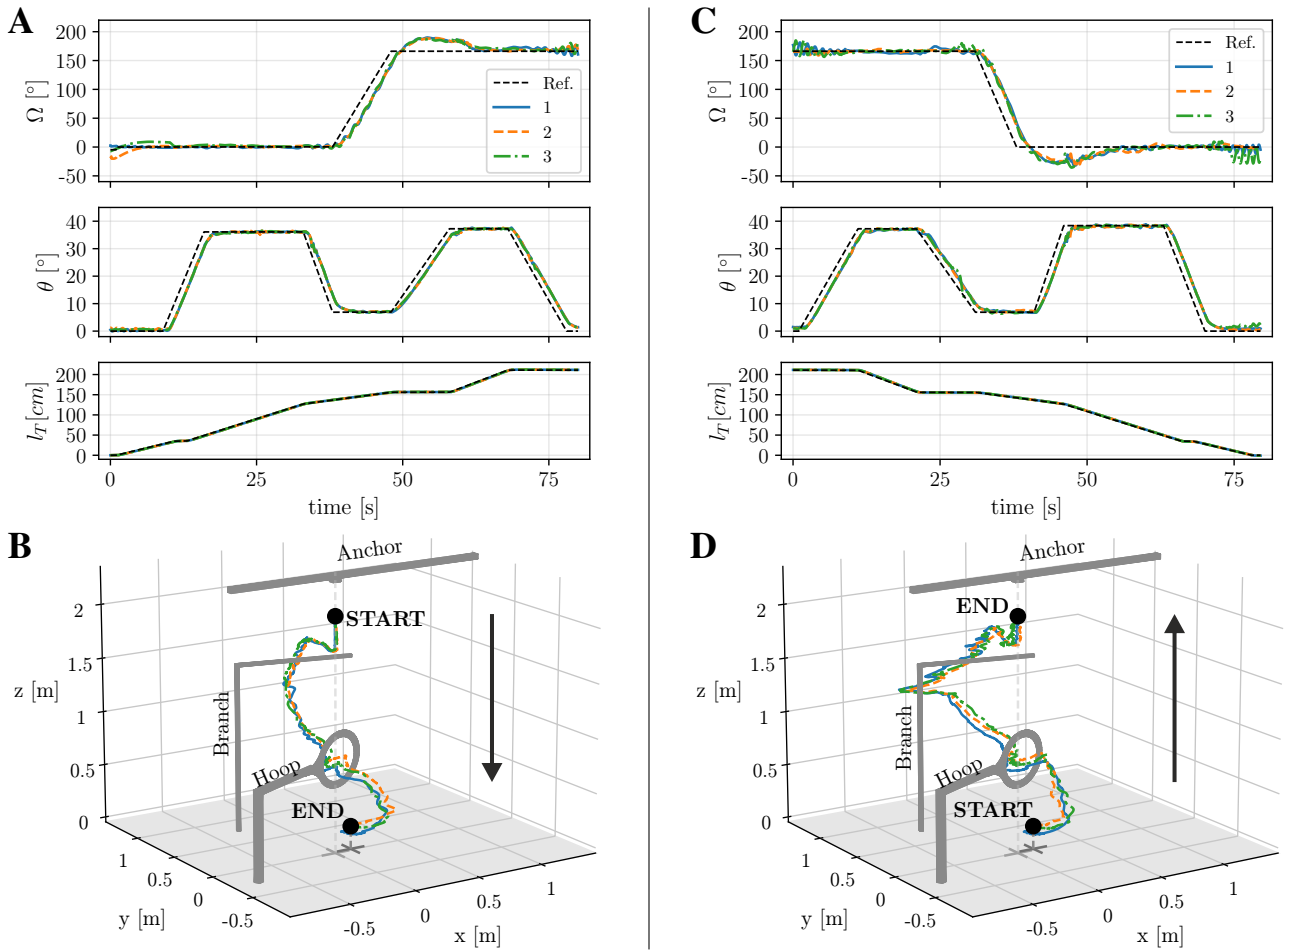 A
200
150
100
50
0
-50
Ω [°]
Ref.
1
2
3
40
30
20
10
0
θ [°]
200
150
100
50
0
l_T [cm]
0
25
50
75
time [s]
B
Anchor
START
Branch
Hoop
END
2
1.5
1
0.5
0
z [m]
1
0.5
0
-0.5
y [m]
-0.5
0
0.5
1
x [m]
C
200
150
100
50
0
-50
Ω [°]
Ref.
1
2
3
40
30
20
10
0
θ [°]
200
150
100
50
0
l_T [cm]
0
25
50
75
time [s]
D
Anchor
END
Branch
Hoop
START
2
1.5
1
0.5
0
z [m]
1
0.5
0
-0.5
y [m]
-0.5
0
0.5
1
x [m]